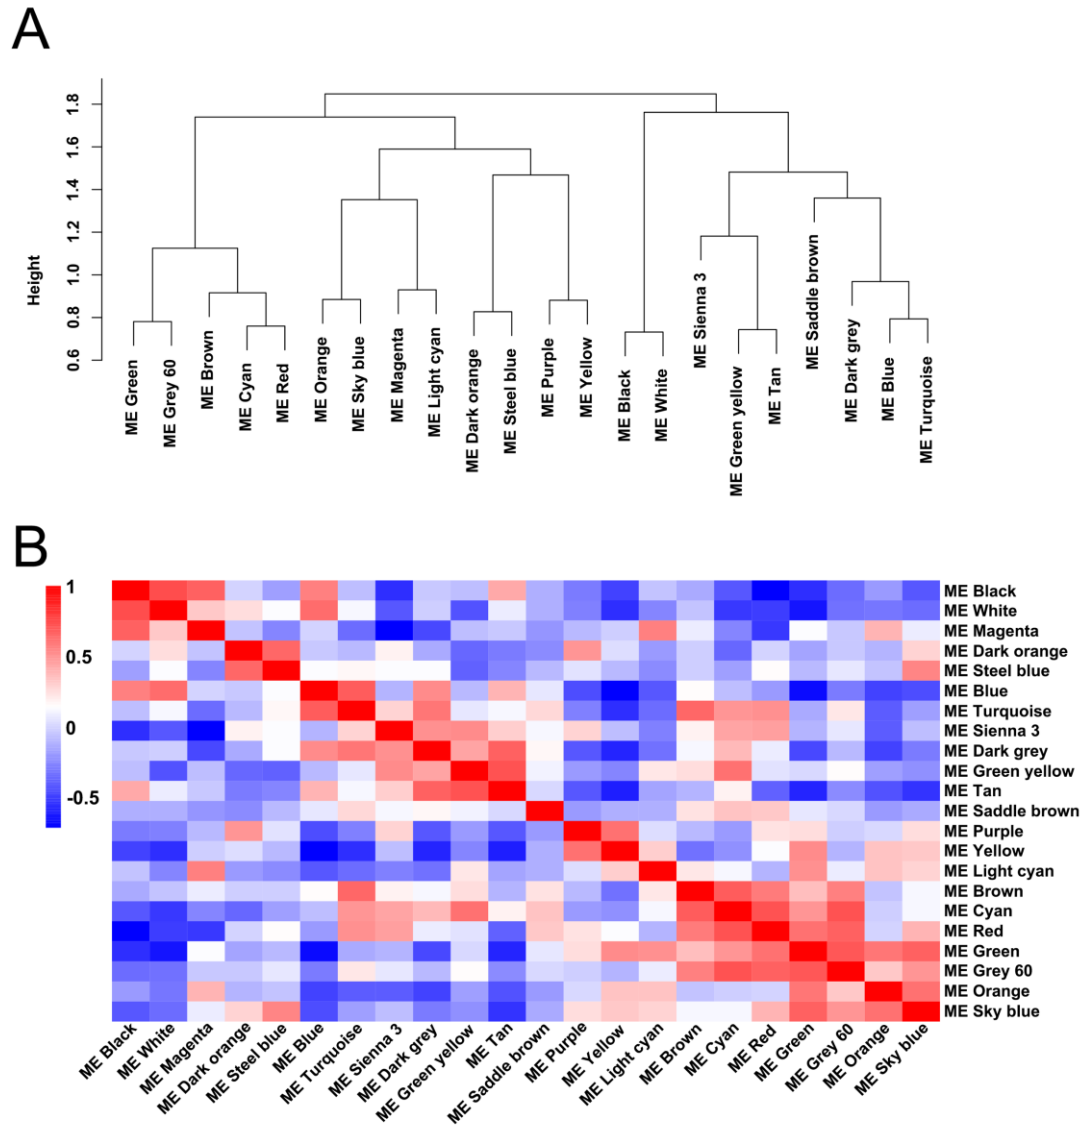 A
Height
0.6
0.8
1.0
1.2
1.4
1.6
1.8
ME Green
ME Grey 60
ME Brown
ME Cyan
ME Red
ME Orange
ME Sky blue
ME Magenta
ME Light cyan
ME Dark orange
ME Steel blue
ME Purple
ME Yellow
ME Black
ME White
ME Sienna 3
ME Green yellow
ME Tan
ME Saddle brown
ME Dark grey
ME Blue
ME Turquoise
B
1
0.5
0
-0.5
ME Black
ME White
ME Magenta
ME Dark orange
ME Steel blue
ME Blue
ME Turquoise
ME Sienna 3
ME Dark grey
ME Green yellow
ME Tan
ME Saddle brown
ME Purple
ME Yellow
ME Light cyan
ME Brown
ME Cyan
ME Red
ME Green
ME Grey 60
ME Orange
ME Sky blue
ME Black
ME White
ME Magenta
ME Dark orange
ME Steel blue
ME Blue
ME Turquoise
ME Sienna 3
ME Dark grey
ME Green yellow
ME Tan
ME Saddle brown
ME Purple
ME Yellow
ME Light cyan
ME Brown
ME Cyan
ME Red
ME Green
ME Grey 60
ME Orange
ME Sky blue